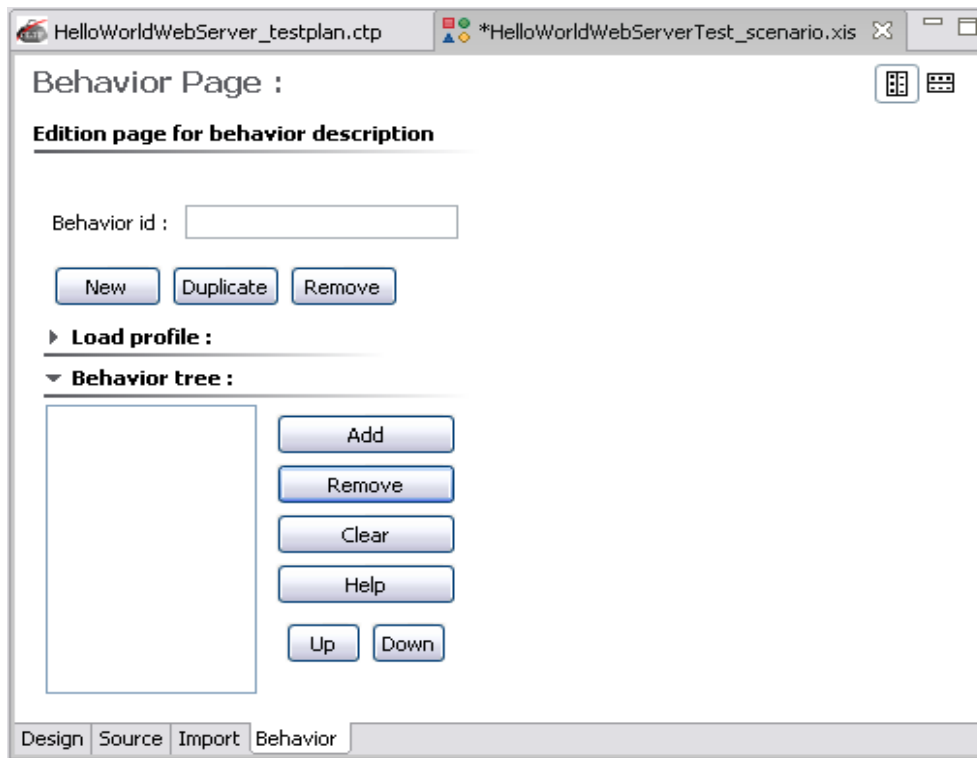 HelloWorldWebServer_testplan.ctp *HelloWorldWebServerTest_scenario.xis
Behavior Page :
Edition page for behavior description
Behavior id :
New Duplicate Remove
Load profile :
Behavior tree :
Add
Remove
Clear
Help
Up Down
Design Source Import Behavior